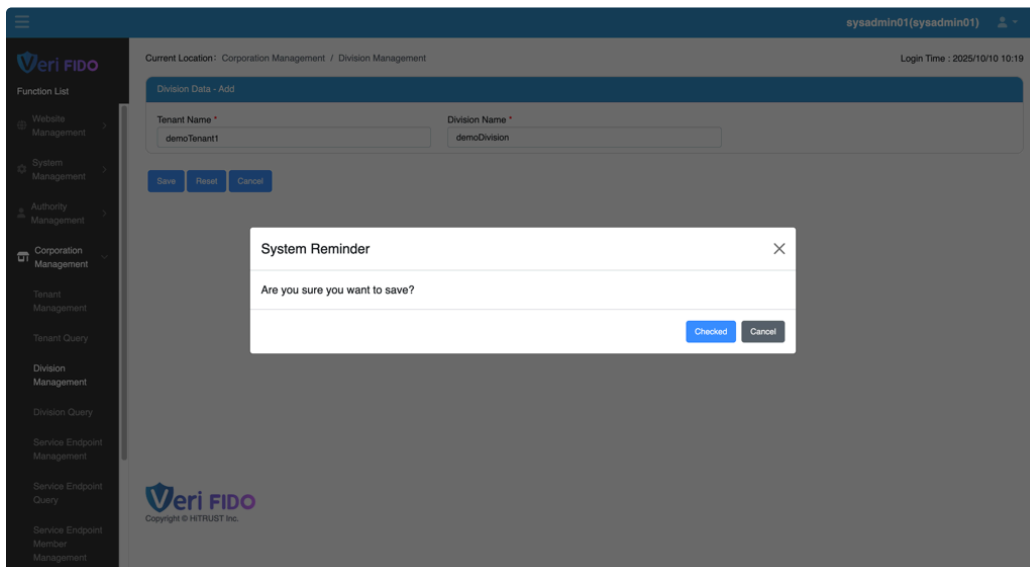 sysadmin01(sysadmin01)
Veri FIDO
Current Location： Corporation Management / Division Management
Login Time : 2025/10/10 10:19
Function List
Division Data - Add
Tenant Name *
Division Name *
demoTenant1
demoDivision
Save
Reset
Cancel
Website
Management
System
Management
Authority
Management
Corporation
Management
Tenant
Management
Tenant Query
Division
Management
Division Query
Service Endpoint
Management
Service Endpoint
Query
Service Endpoint
Member
Management
System Reminder
Are you sure you want to save?
Checked
Cancel
Veri FIDO
Copyright © HiTRUST Inc.